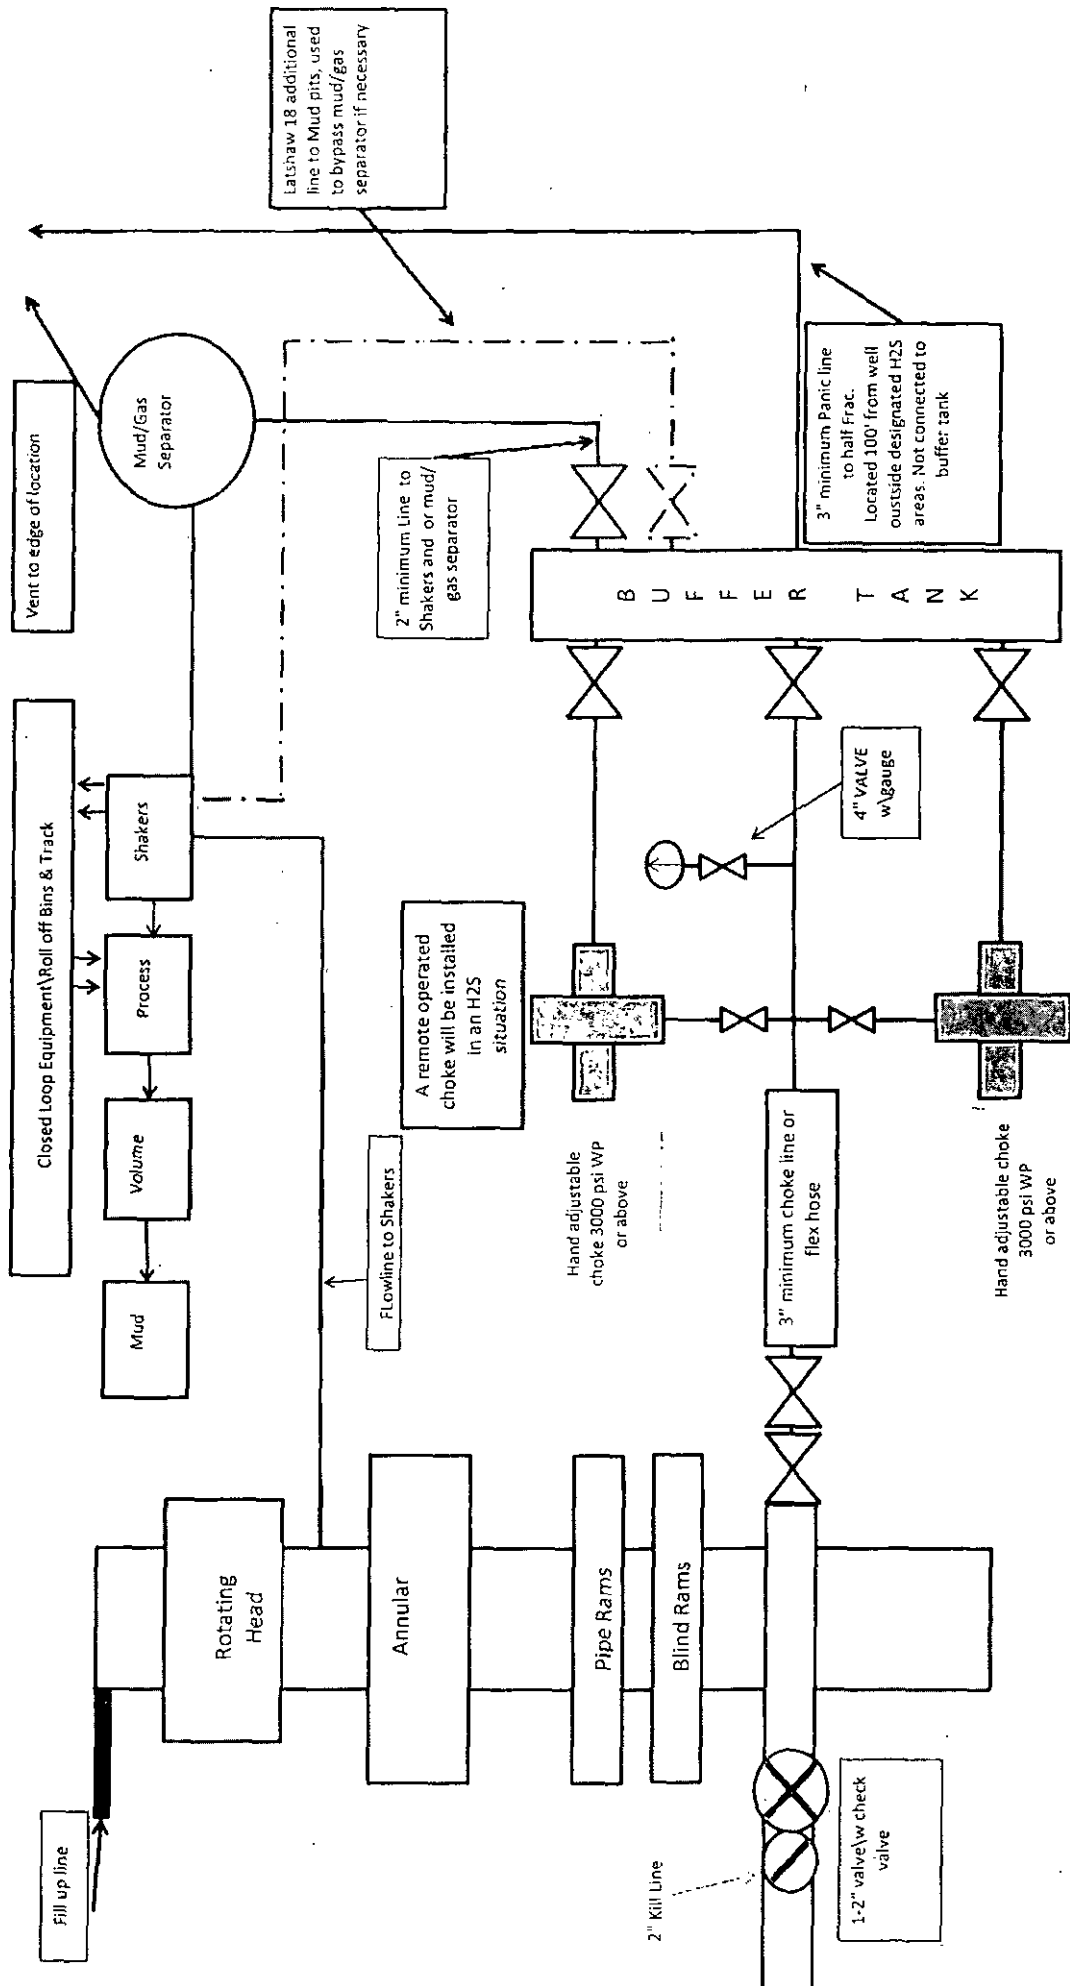 Fill up line
Rotating
Head
Annular
Pipe Rams
Blind Rams
2" Kill Line
1-2" valve\w check
valve
Closed Loop Equipment\Roll off Bins & Track
Mud
Volume
Process
Shakers
FLowline to Shakers
Vent to edge of location
Mud/Gas
Separator
Latshaw 18 additional
line to Mud pits, used
to bypass mud/gas
separator if necessary
2" minimum Line to
Shakers and or mud/
gas separator
A remote operated
choke will be installed
in an H2S
situation
Hand adjustable
choke 3000 psi WP
or above
3" minimum choke line or
flex hose
4" VALVE
w\gauge
BUFFER TANK
3" minimum Panic line
to half Frac.
Located 100' from well
oustside designated H2S
areas. Not connected to
buffer tank
Hand adjustable choke
3000 psi WP
or above